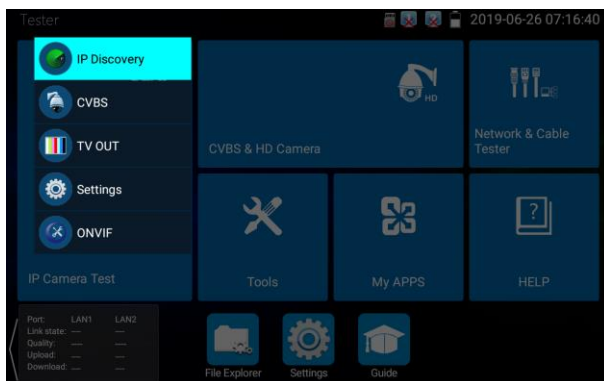 Tester
2019-06-26 07:16:40
IP Discovery
CVBS
TV OUT
Settings
ONVIF
IP Camera Test
HD
CVBS & HD Camera
Network & Cable
Tester
Tools
My APPS
HELP
Port: LAN1 LAN2
Link state: --- ---
Quality: --- ---
Upload: --- ---
Download: --- ---
File Explorer
Settings
Guide